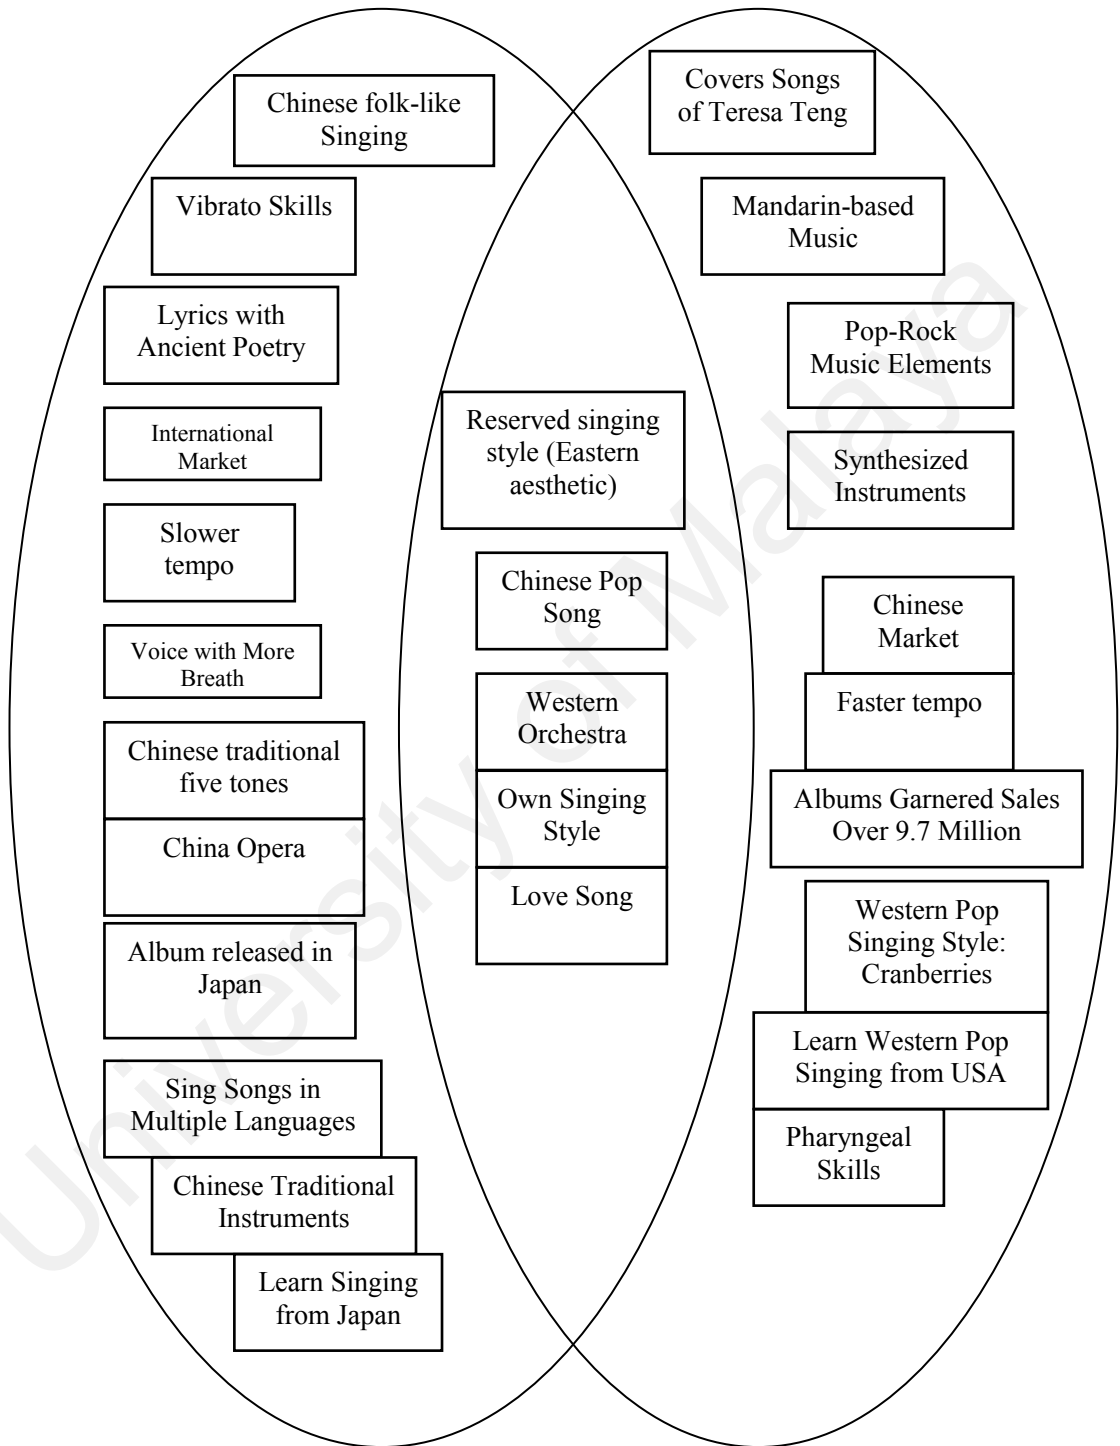 Chinese folk-like
Singing
Vibrato Skills
Lyrics with
Ancient Poetry
International
Market
Slower
tempo
Voice with More
Breath
Chinese traditional
five tones
China Opera
Album released in
Japan
Sing Songs in
Multiple Languages
Chinese Traditional
Instruments
Learn Singing
from Japan
Reserved singing
style (Eastern
aesthetic)
Chinese Pop
Song
Western
Orchestra
Own Singing
Style
Love Song
Covers Songs
of Teresa Teng
Mandarin-based
Music
Pop-Rock
Music Elements
Synthesized
Instruments
Chinese
Market
Faster tempo
Albums Garnered Sales
Over 9.7 Million
Western Pop
Singing Style:
Cranberries
Learn Western Pop
Singing from USA
Pharyngeal
Skills
University of Malaya